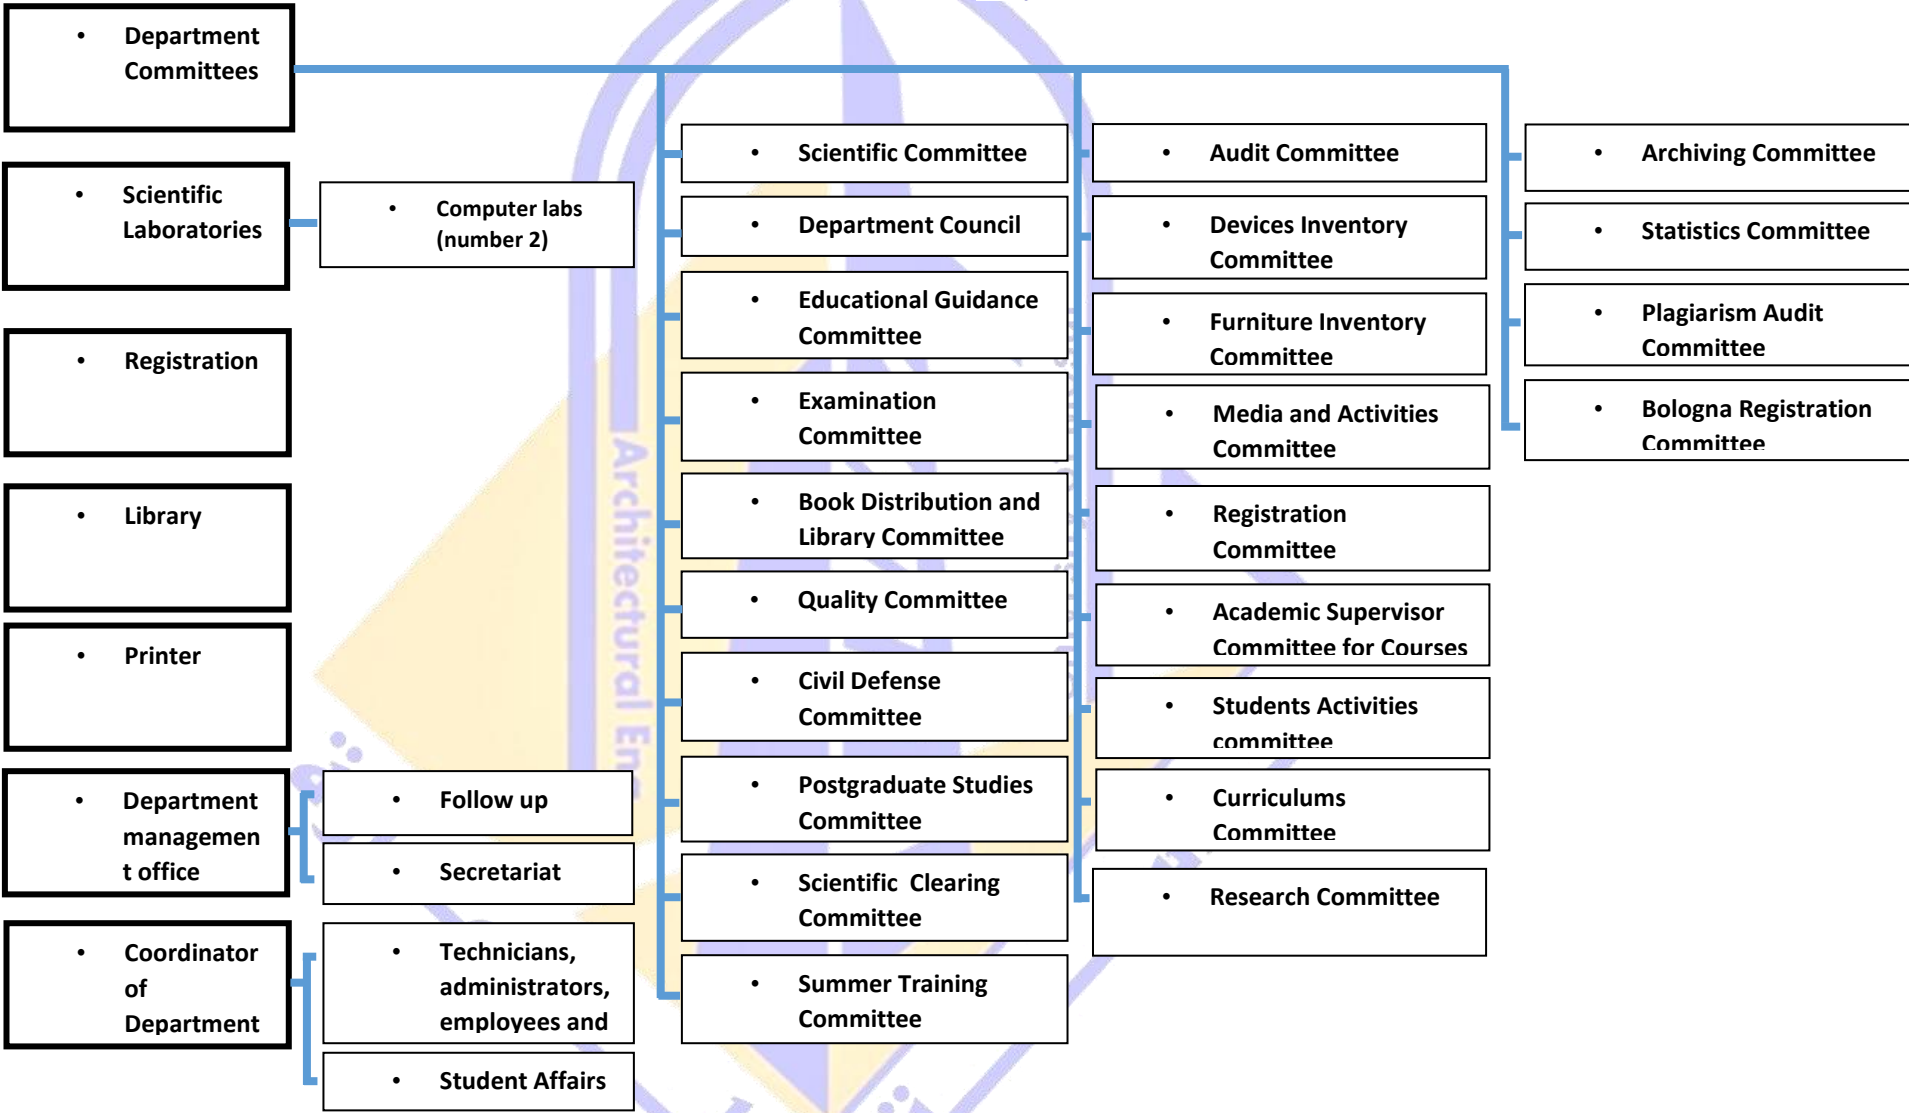 • Department
Committees
• Scientific
Laboratories
• Computer labs
(number 2)
• Registration
• Library
• Printer
• Department
managemen
t office
• Follow up
• Secretariat
• Coordinator
of
Department
• Technicians,
administrators,
employees and
• Student Affairs
• Scientific Committee
• Department Council
• Educational Guidance
Committee
• Examination
Committee
• Book Distribution and
Library Committee
• Quality Committee
• Civil Defense
Committee
• Postgraduate Studies
Committee
• Scientific Clearing
Committee
• Summer Training
Committee
• Audit Committee
• Devices Inventory
Committee
• Furniture Inventory
Committee
• Media and Activities
Committee
• Registration
Committee
• Academic Supervisor
Committee for Courses
• Students Activities
committee
• Curriculums
Committee
• Research Committee
• Archiving Committee
• Statistics Committee
• Plagiarism Audit
Committee
• Bologna Registration
Committee
Architectural Eng